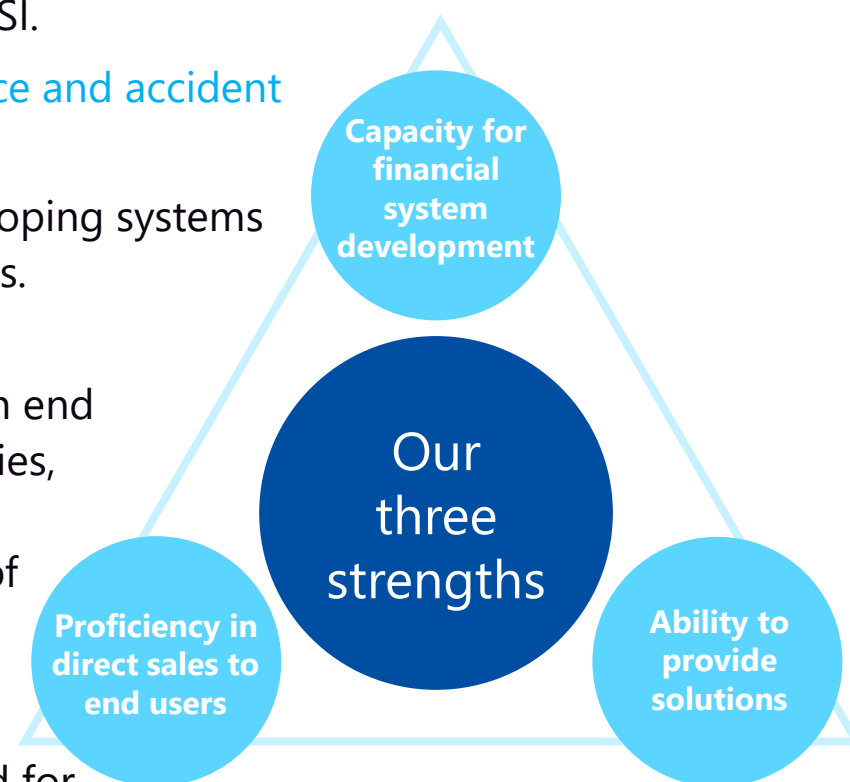 SI.
ce and accident
oping systems
s.
n end
ies,
of
d for
Capacity for
financial
system
development
Our
three
strengths
Proficiency in
direct sales to
end users
Ability to
provide
solutions